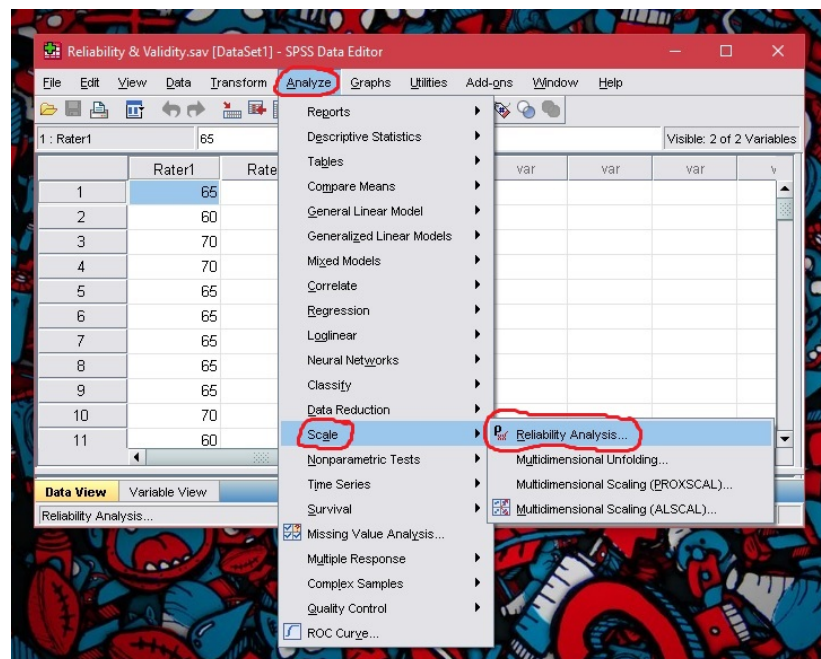 Reliability & Validity.sav [DataSet1] - SPSS Data Editor
File Edit View Data Transform Analyze Graphs Utilities Add-ons Window Help
1 : Rater1 65 Visible: 2 of 2 Variables
Rater1 Rate var var var v
1 65
2 60
3 70
4 70
5 65
6 65
7 65
8 65
9 65
10 70
11 60
Data View Variable View
Reliability Analysis...
Reports
Descriptive Statistics
Tables
Compare Means
General Linear Model
Generalized Linear Models
Mixed Models
Correlate
Regression
Loglinear
Neural Networks
Classify
Data Reduction
Scale
Nonparametric Tests
Time Series
Survival
Missing Value Analysis...
Multiple Response
Complex Samples
Quality Control
ROC Curve...
Reliability Analysis...
Multidimensional Unfolding...
Multidimensional Scaling (PROXSCAL)...
Multidimensional Scaling (ALSCAL)...